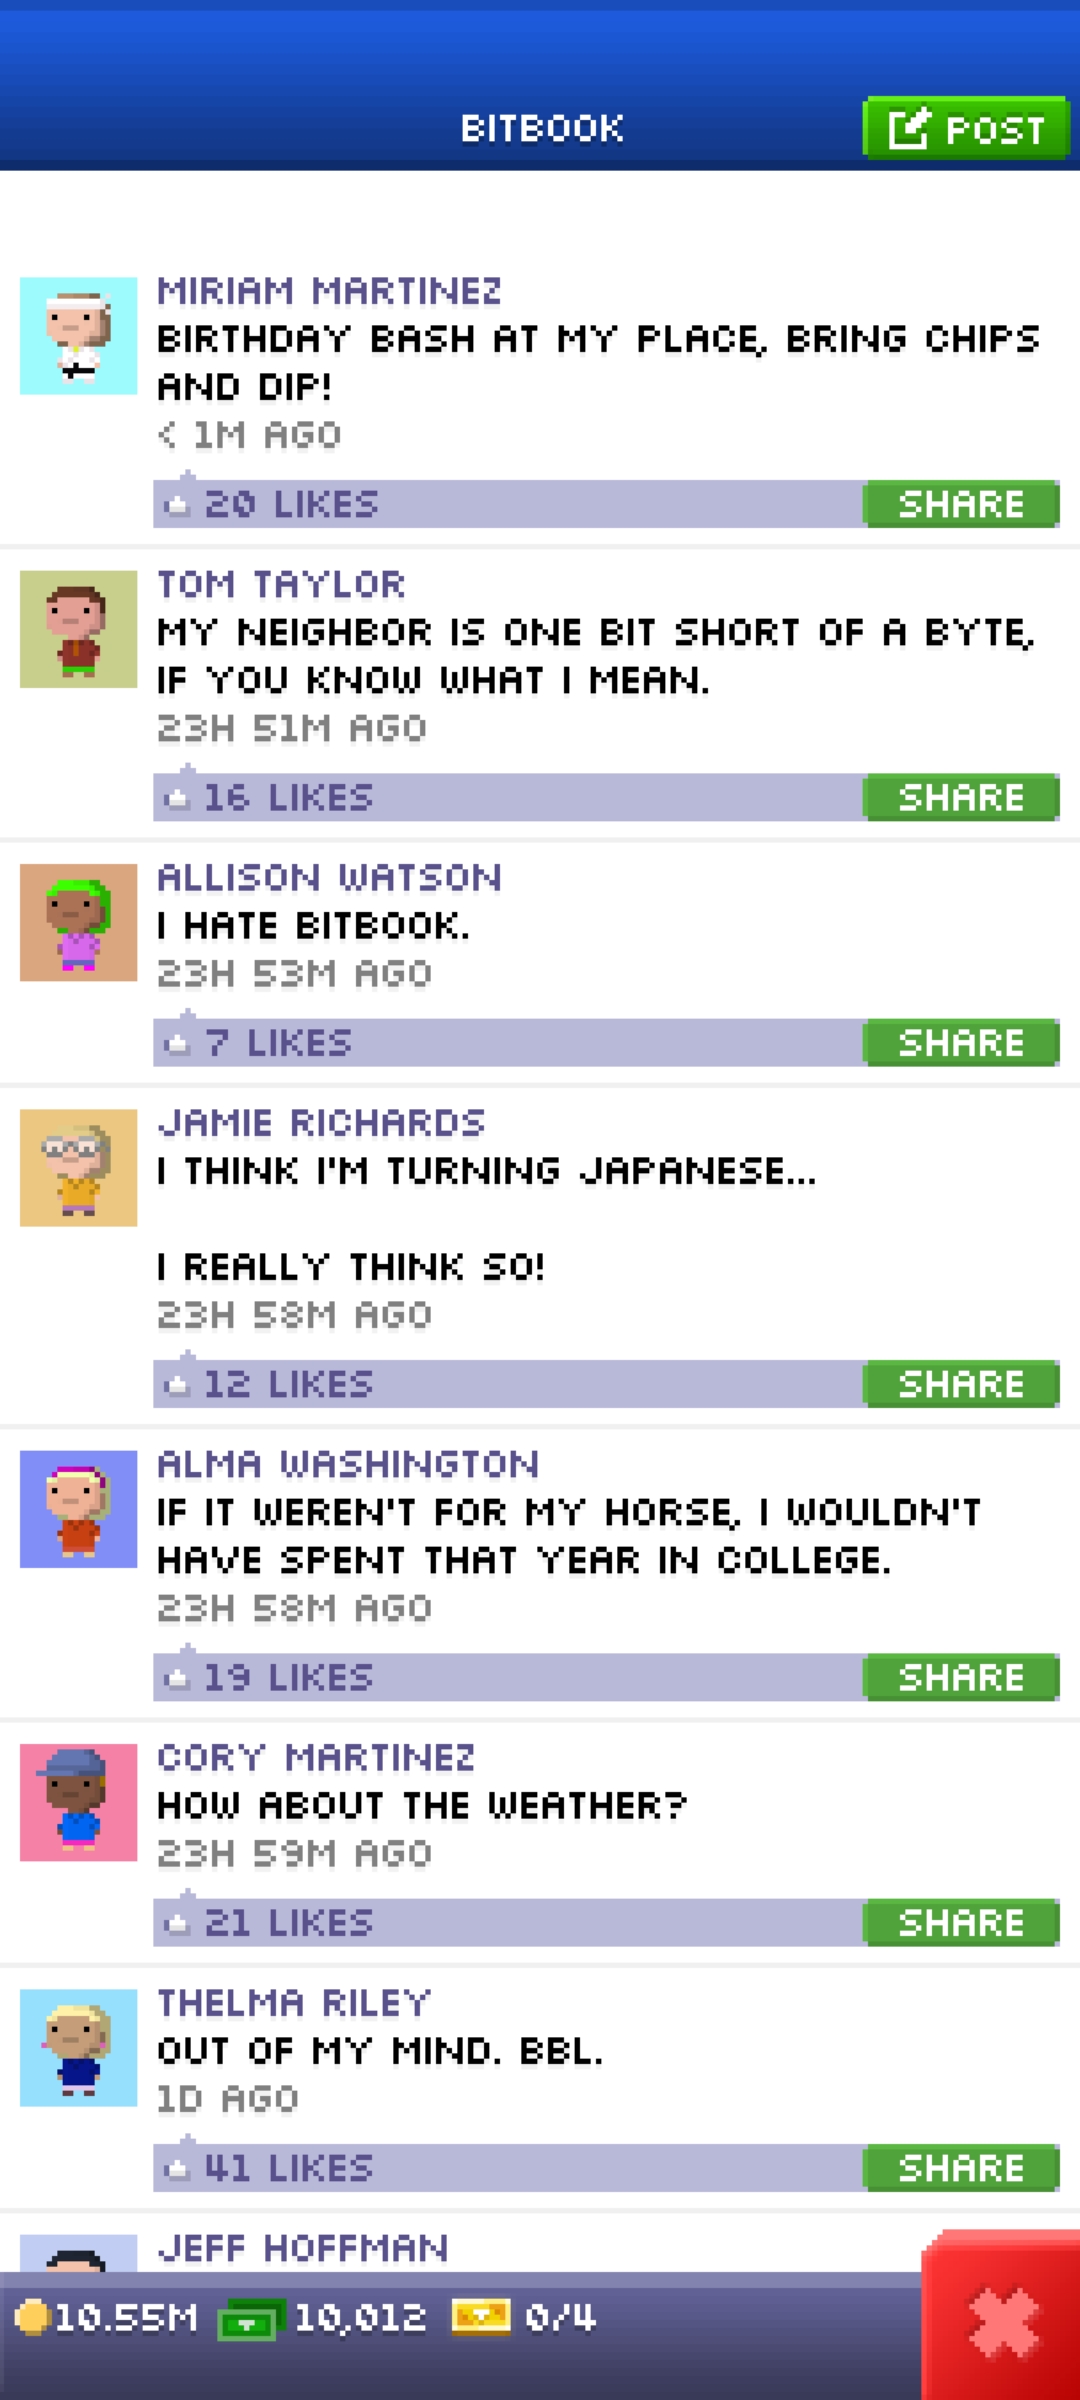 BITBOOK
POST
MIRIAM MARTINEZ
BIRTHDAY BASH AT MY PLACE, BRING CHIPS
AND DIP!
< 1M AGO
20 LIKES
SHARE
TOM TAYLOR
MY NEIGHBOR IS ONE BIT SHORT OF A BYTE,
IF YOU KNOW WHAT I MEAN.
23H 51M AGO
16 LIKES
SHARE
ALLISON WATSON
I HATE BITBOOK.
23H 53M AGO
7 LIKES
SHARE
JAMIE RICHARDS
I THINK I'M TURNING JAPANESE...
I REALLY THINK SO!
23H 58M AGO
12 LIKES
SHARE
ALMA WASHINGTON
IF IT WEREN'T FOR MY HORSE, I WOULDN'T
HAVE SPENT THAT YEAR IN COLLEGE.
23H 58M AGO
19 LIKES
SHARE
CORY MARTINEZ
HOW ABOUT THE WEATHER?
23H 59M AGO
21 LIKES
SHARE
THELMA RILEY
OUT OF MY MIND. BBL.
1D AGO
41 LIKES
SHARE
JEFF HOFFMAN
10.55M 10,012 0/4